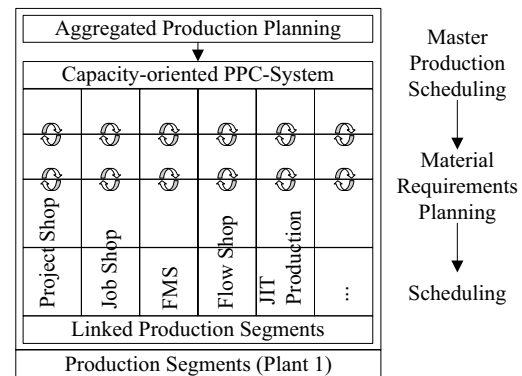 Aggregated Production Planning
Capacity-oriented PPC-System
Project Shop
Job Shop
FMS
Flow Shop
JIT
Production
...
Linked Production Segments
Production Segments (Plant 1)
Master
Production
Scheduling
Material
Requirements
Planning
Scheduling